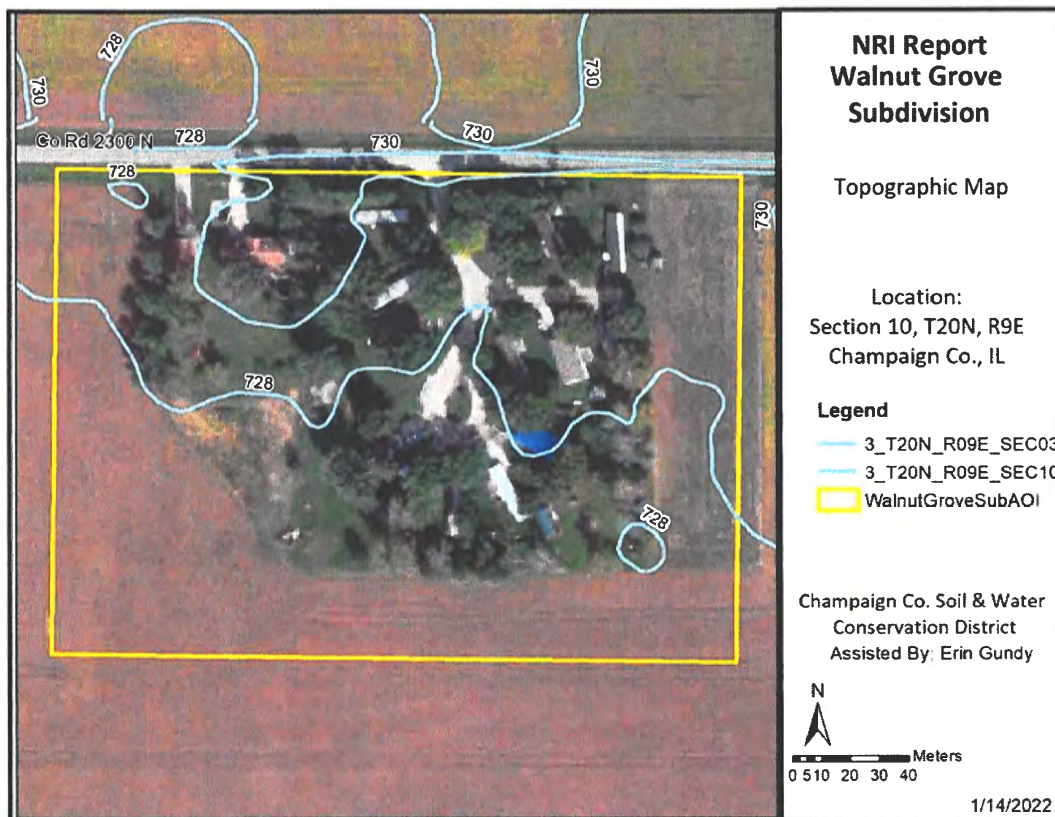 728
730
730
730
Co Rd 2300 N
728
730
728
730
728
728
NRI Report
Walnut Grove
Subdivision
Topographic Map
Location:
Section 10, T20N, R9E
Champaign Co., IL
Legend
3_T20N_R09E_SEC03
3_T20N_R09E_SEC10
WalnutGroveSubAOI
Champaign Co. Soil & Water
Conservation District
Assisted By: Erin Gundy
N
Meters
0 5 10 20 30 40
1/14/2022